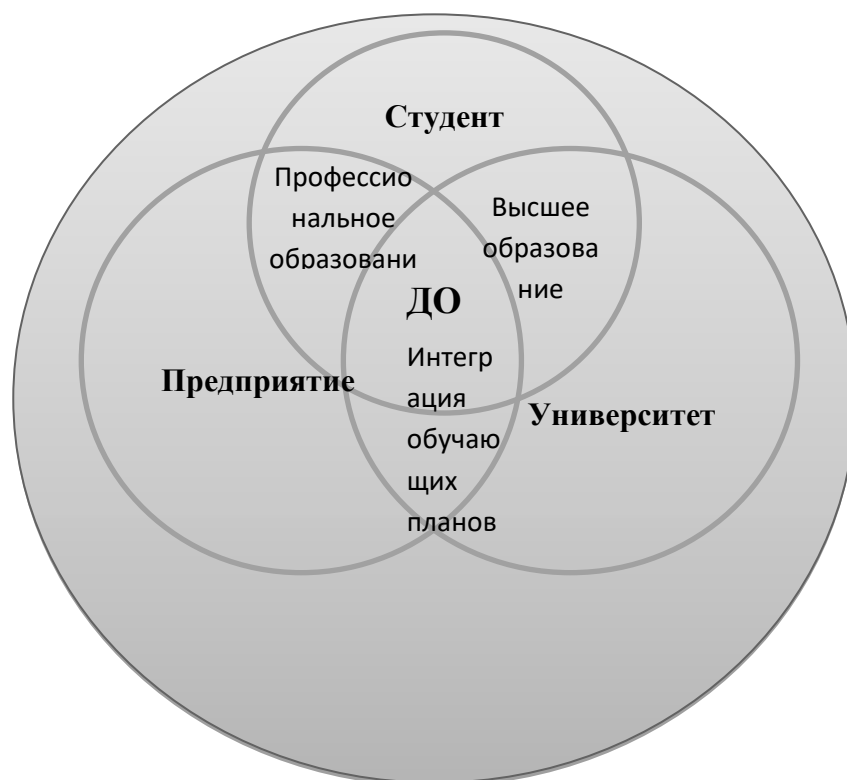 Студент
Профессио
нальное
образовани
Высшее
образова
ние
ДО
Предприятие
Интегр
ация
обучаю
щих
планов
Университет